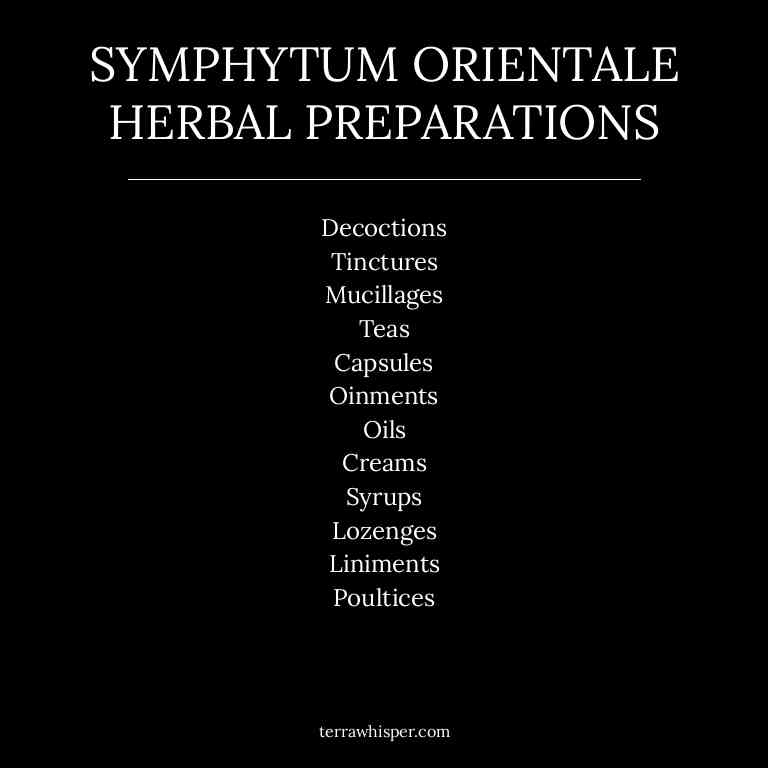 SYMPHYTUM ORIENTALE
HERBAL PREPARATIONS
Decoctions
Tinctures
Mucillages
Teas
Capsules
Oinments
Oils
Creams
Syrups
Lozenges
Liniments
Poultices
terrawhisper.com